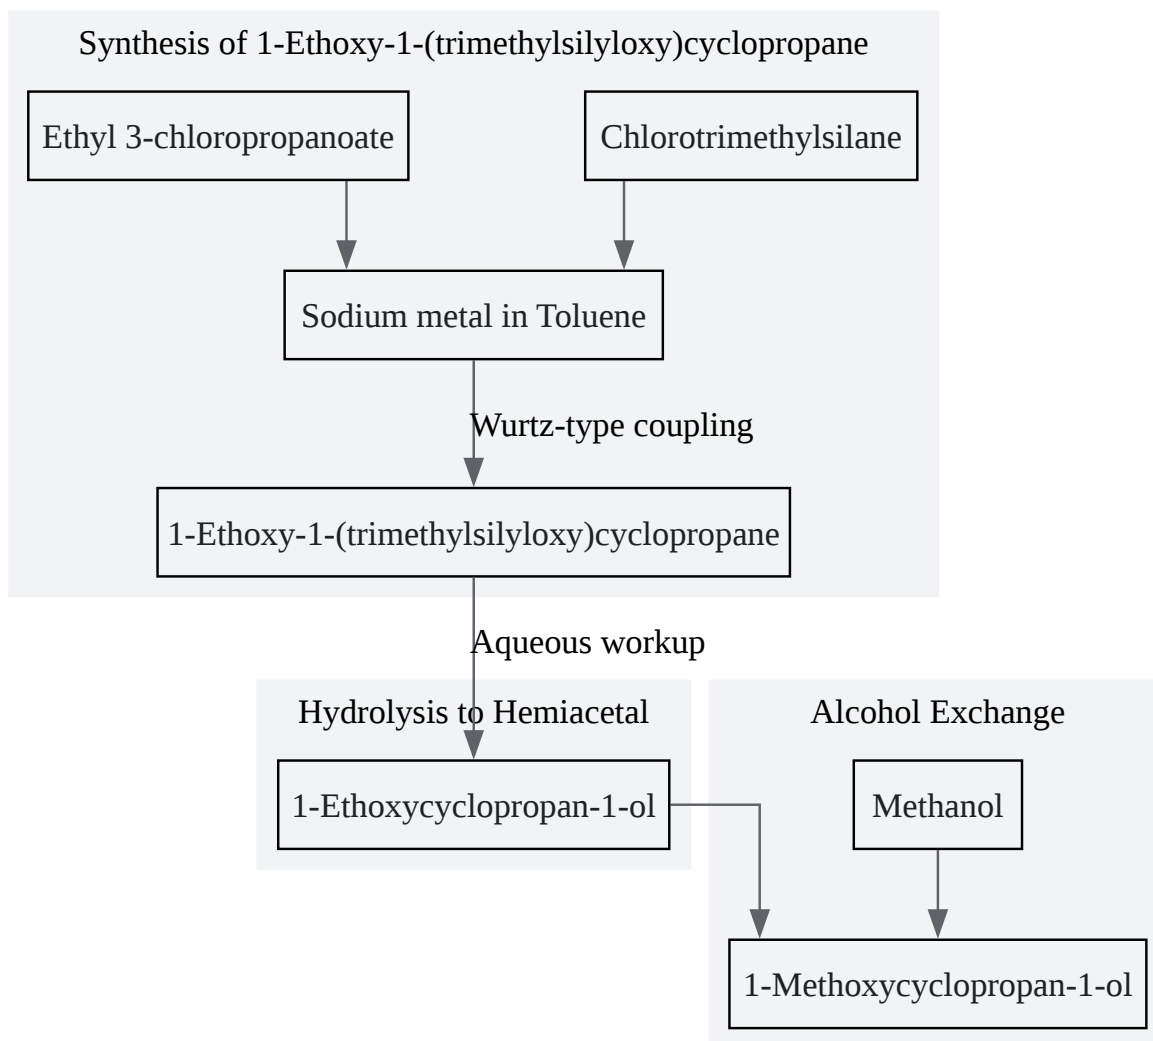 Synthesis of 1-Ethoxy-1-(trimethylsilyloxy)cyclopropane
Ethyl 3-chloropropanoate
Chlorotrimethylsilane
Sodium metal in Toluene
Wurtz-type coupling
1-Ethoxy-1-(trimethylsilyloxy)cyclopropane
Aqueous workup
Hydrolysis to Hemiacetal
Alcohol Exchange
1-Ethoxycyclopropan-1-ol
Methanol
1-Methoxycyclopropan-1-ol